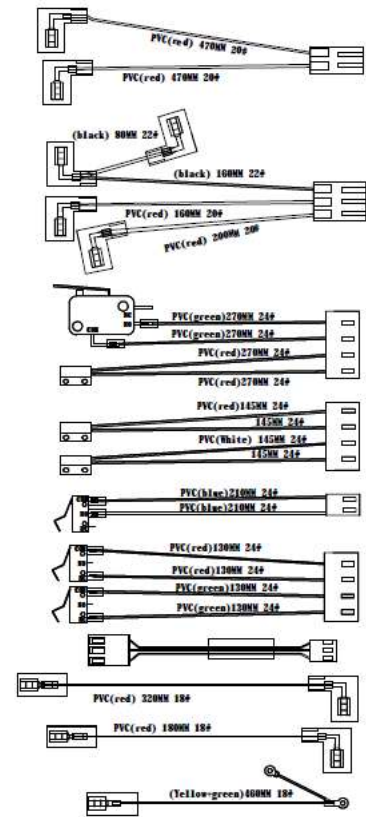 PVC(red) 470MM 20#
PVC(red) 470MM 20#
(black) 80MM 22#
(black) 160MM 22#
PVC(red) 160MM 20#
PVC(red) 200MM 20#
PVC(green)270MM 24#
PVC(green)270MM 24#
PVC(red)270MM 24#
PVC(red)270MM 24#
PVC(red)145MM 24#
145MM 24#
PVC(White) 145MM 24#
145MM 24#
PVC(blue)210MM 24#
PVC(blue)210MM 24#
PVC(red)130MM 24#
PVC(red)130MM 24#
PVC(green)130MM 24#
PVC(green)130MM 24#
PVC(red) 320MM 18#
PVC(red) 180MM 18#
(Yellow-green)460MM 18#